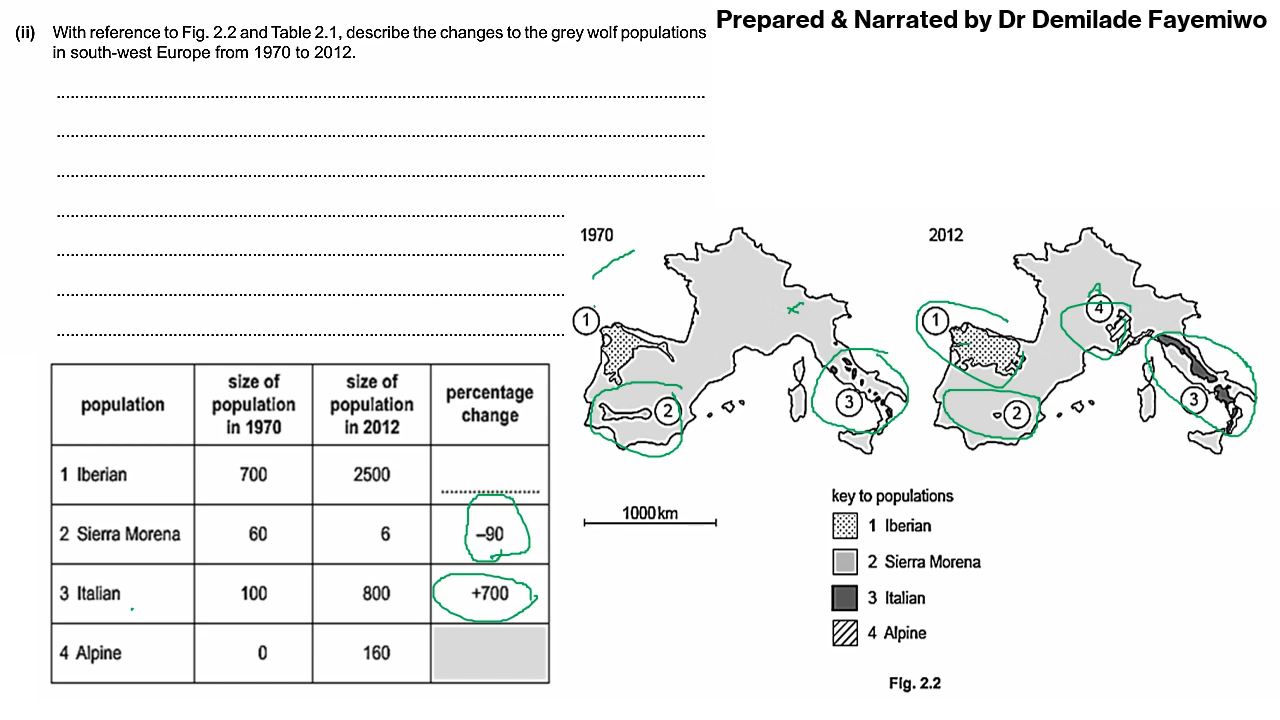 Prepared & Narrated by Dr Demilade Fayemiwo
(ii) With reference to Fig. 2.2 and Table 2.1, describe the changes to the grey wolf populations
in south-west Europe from 1970 to 2012.
1970
2012
1
2
3
A
4
1
2
3
1000 km
population
size of
population
in 1970
size of
population
in 2012
percentage
change
1 Iberian 700 2500
2 Sierra Morena 60 6 –90
3 Italian 100 800 +700
4 Alpine 0 160
key to populations
1 Iberian
2 Sierra Morena
3 Italian
4 Alpine
Fig. 2.2